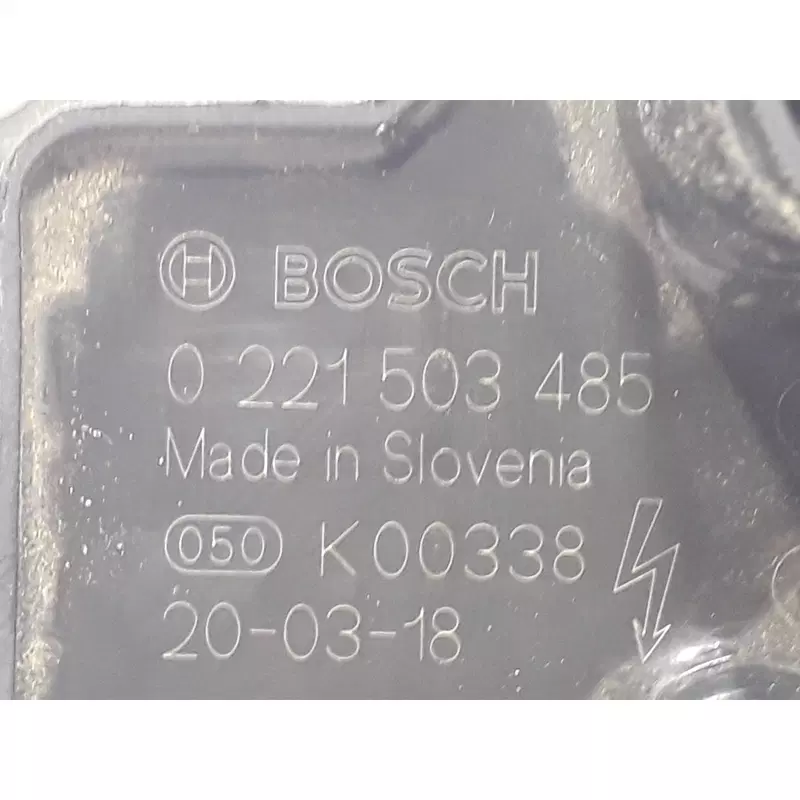 BOSCH
0 221 503 485
Made in Slovenia
050 K00338
20-03-18